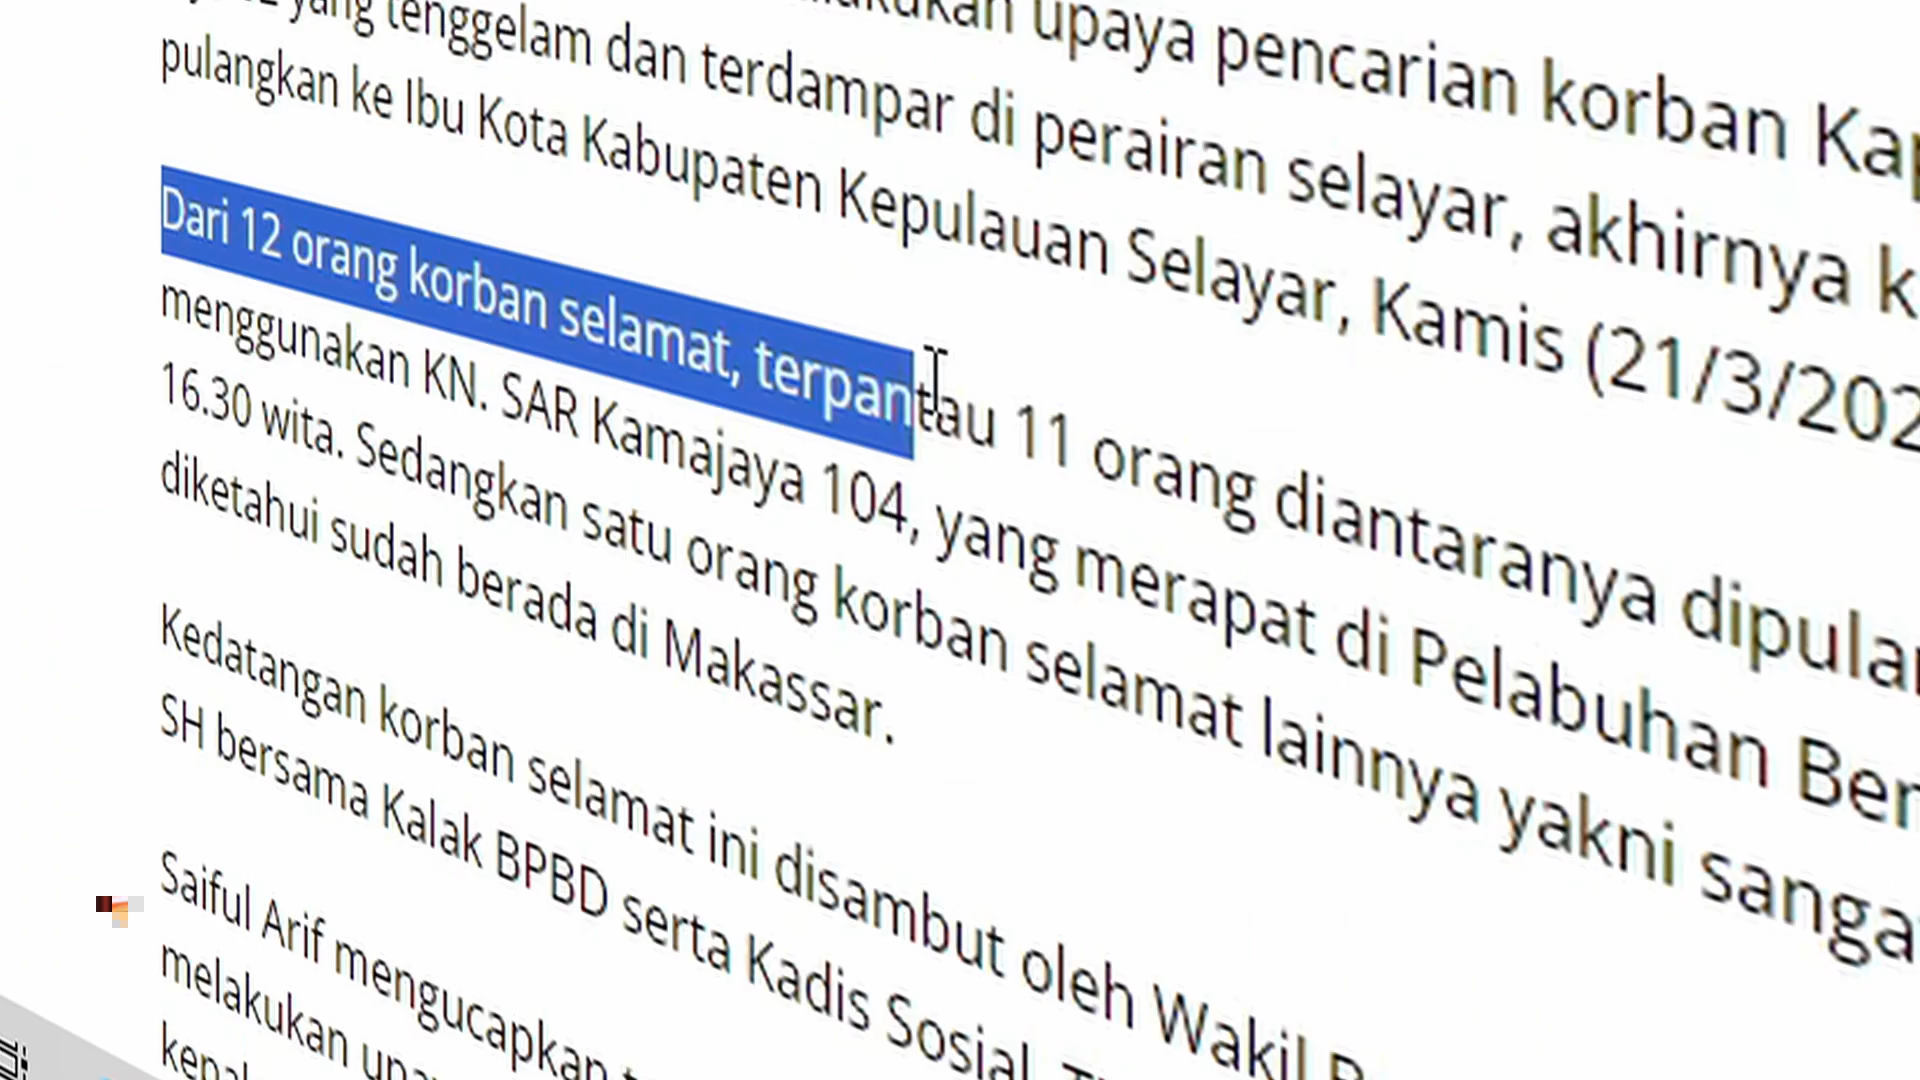 yang tenggelam dan terdampar di perairan selayar, akhirnya
upaya pencarian korban
pulangkan ke Ibu Kota Kabupaten Kepulauan Selayar, Kamis (21/3/202
Dari 12 orang korban selamat, terpantau 11 orang diantaranya
menggunakan KN. SAR Kamajaya 104, yang merapat di Pelabuhan
16.30 wita. Sedangkan satu orang korban selamat lainnya yakni
diketahui sudah berada di Makassar.
Kedatangan korban selamat ini disambut oleh Wakil
SH bersama Kalak BPBD serta Kadis Sosial,
Saiful Arif mengucapkan
melakukan